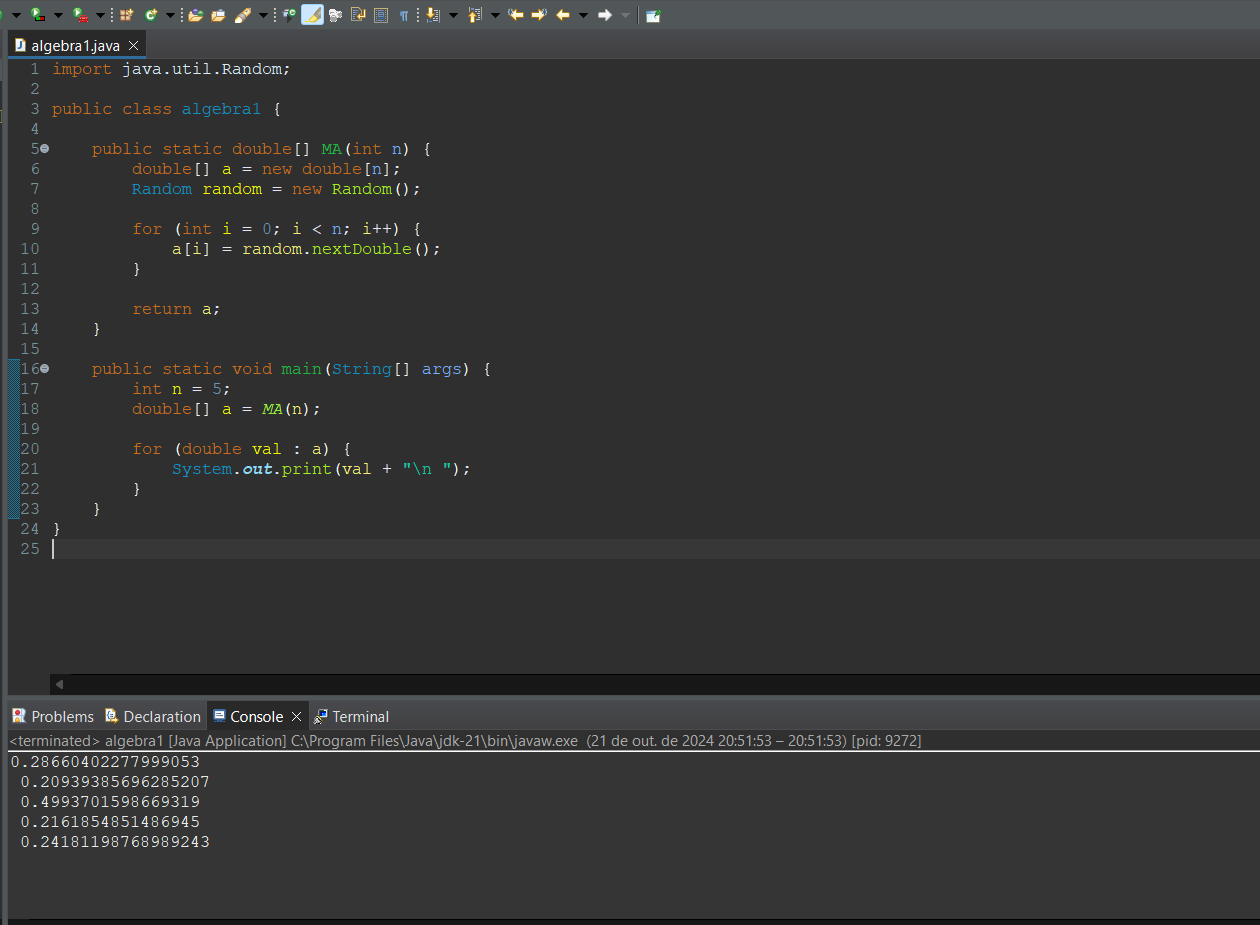 algebra1.java
1 import java.util.Random;
2
3 public class algebra1 {
4
5     public static double[] MA(int n) {
6         double[] a = new double[n];
7         Random random = new Random();
8
9         for (int i = 0; i < n; i++) {
10             a[i] = random.nextDouble();
11         }
12
13         return a;
14     }
15
16     public static void main(String[] args) {
17         int n = 5;
18         double[] a = MA(n);
19
20         for (double val : a) {
21             System.out.print(val + "\n ");
22         }
23     }
24 }
25
Problems Declaration Console Terminal
<terminated> algebra1 [Java Application] C:\Program Files\Java\jdk-21\bin\javaw.exe (21 de out. de 2024 20:51:53 – 20:51:53) [pid: 9272]
0.28660402277999053
 0.20939385696285207
 0.4993701598669319
 0.2161854851486945
 0.24181198768989243